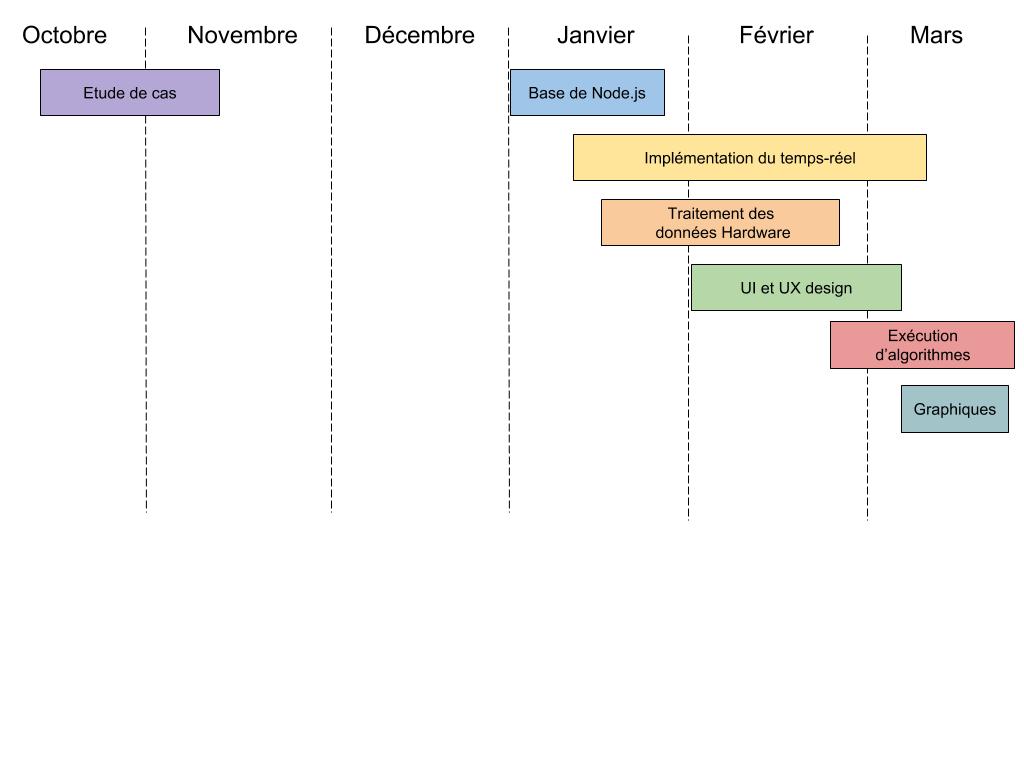 Octobre
Novembre
Décembre
Janvier
Février
Mars
Etude de cas
Base de Node.js
Implémentation du temps-réel
Traitement des
données Hardware
UI et UX design
Exécution
d’algorithmes
Graphiques